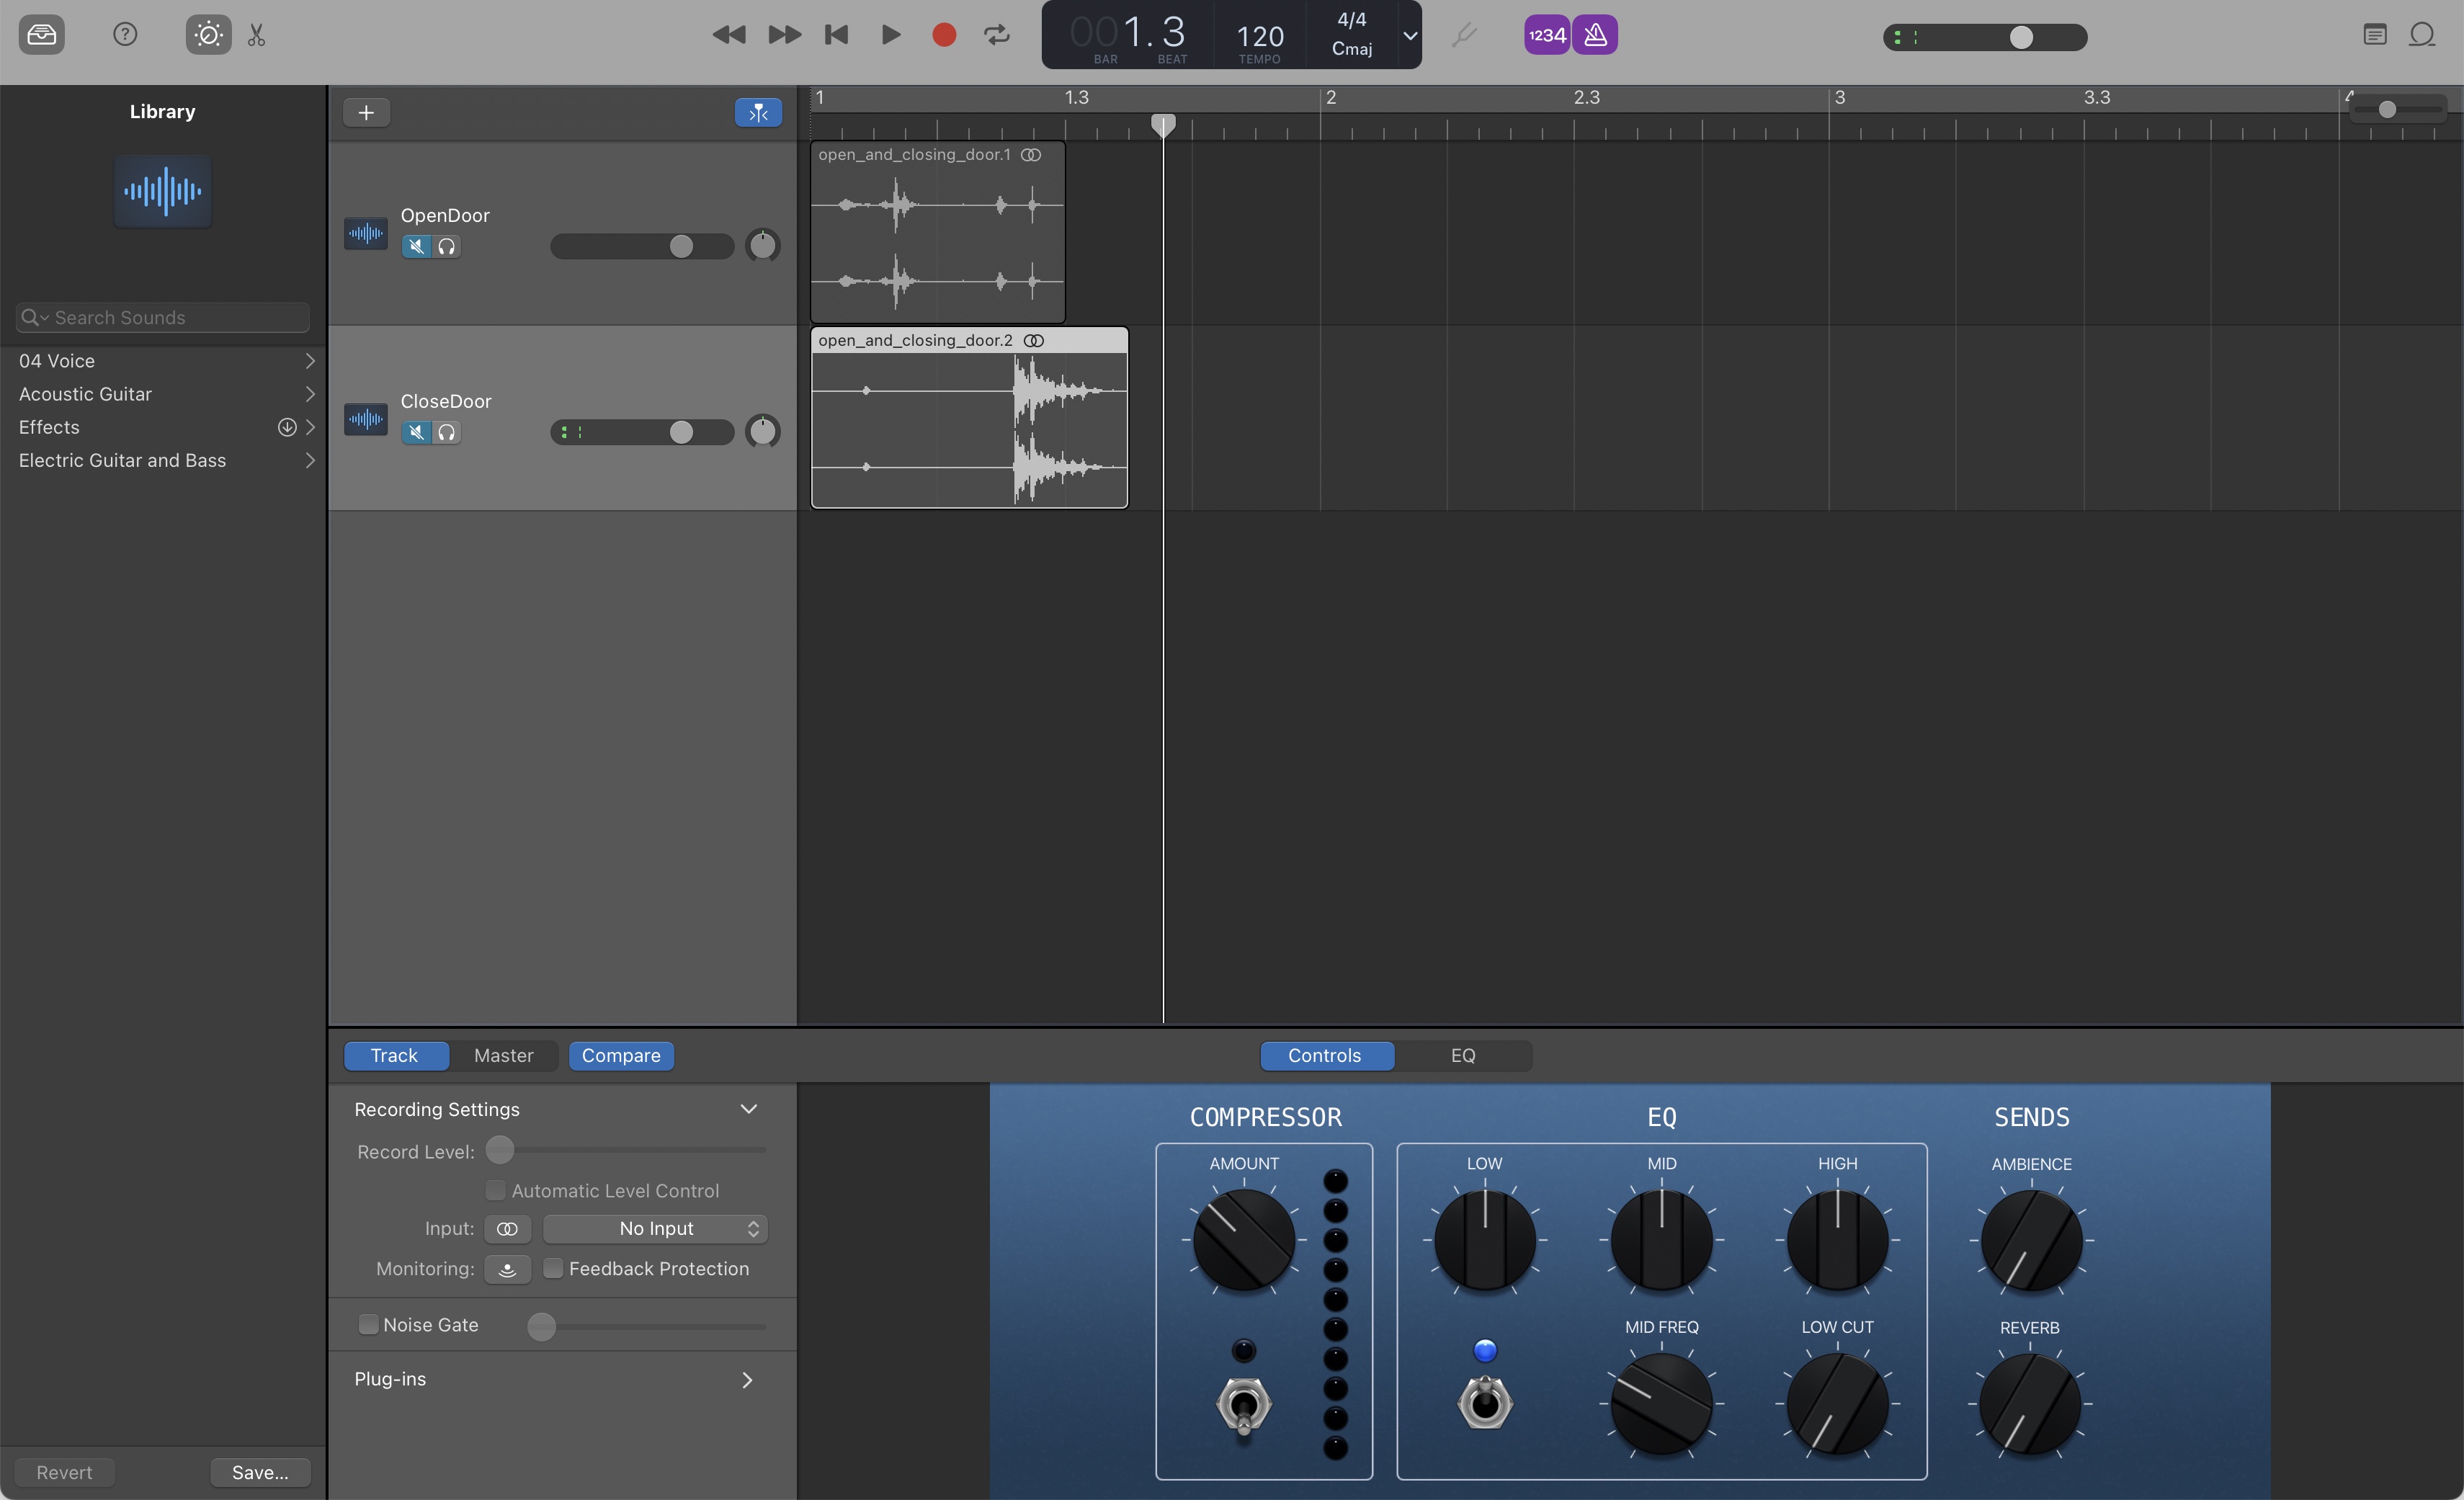 001.3
BAR
BEAT
120
TEMPO
4/4
Cmaj
1234
Library
1
1.3
2
2.3
3
3.3
4
open_and_closing_door.1
OpenDoor
Search Sounds
open_and_closing_door.2
04 Voice
Acoustic Guitar
CloseDoor
Effects
Electric Guitar and Bass
Track
Master
Compare
Controls
EQ
Recording Settings
Record Level:
Automatic Level Control
Input:
No Input
Monitoring:
Feedback Protection
Noise Gate
Plug-ins
COMPRESSOR
EQ
SENDS
AMOUNT
LOW
MID
HIGH
AMBIENCE
MID FREQ
LOW CUT
REVERB
Revert
Save...